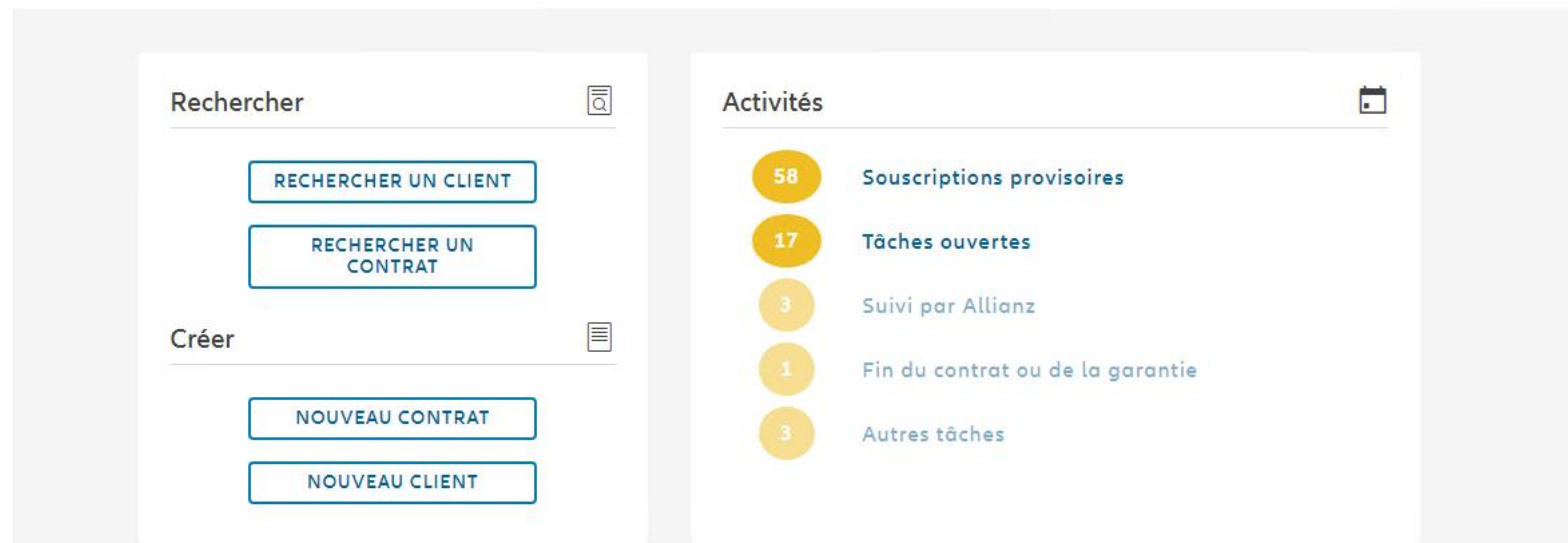 Rechercher
RECHERCHER UN CLIENT
RECHERCHER UN
CONTRAT
Créer
NOUVEAU CONTRAT
NOUVEAU CLIENT
Activités
58 Souscriptions provisoires
17 Tâches ouvertes
3 Suivi par Allianz
1 Fin du contrat ou de la garantie
3 Autres tâches